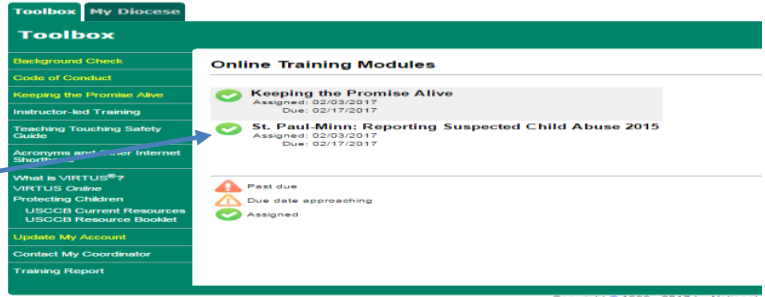 Toolbox
My Diocese
Toolbox
Background Check
Code of Conduct
Keeping the Promise Alive
Instructor-led Training
Teaching Touching Safety
Guide
Acronyms and Other Internet
What is VIRTUS®?
VIRTUS Online
Protecting Children
USCCB Current Resources
USCCB Resource Booklet
Update My Account
Contact My Coordinator
Training Report
Online Training Modules
Keeping the Promise Alive
Assigned: 02/03/2017
Due: 02/17/2017
St. Paul-Minn: Reporting Suspected Child Abuse 2015
Assigned: 02/03/2017
Due: 02/17/2017
Past due
Due date approaching
Assigned